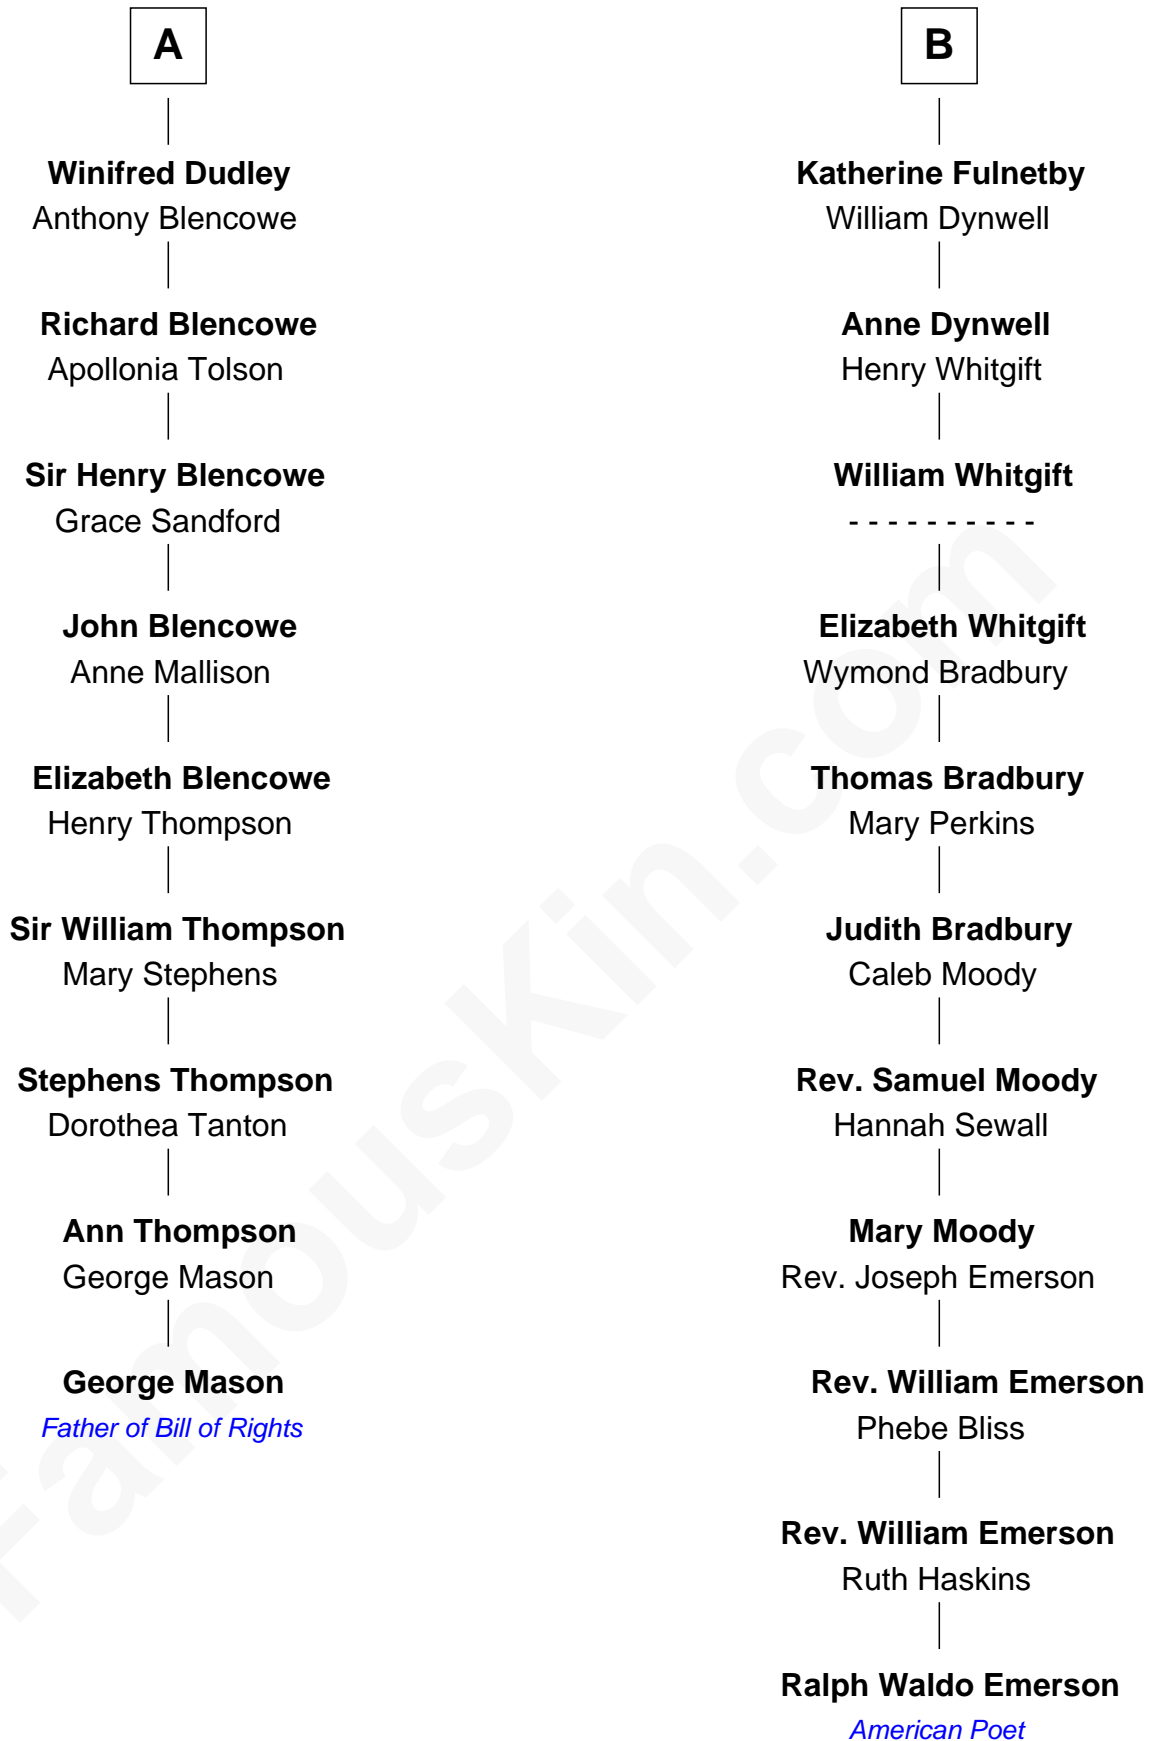 A
Winifred Dudley
Anthony Blencowe
Richard Blencowe
Apollonia Tolson
Sir Henry Blencowe
Grace Sandford
John Blencowe
Anne Mallison
Elizabeth Blencowe
Henry Thompson
Sir William Thompson
Mary Stephens
Stephens Thompson
Dorothea Tanton
Ann Thompson
George Mason
George Mason
Father of Bill of Rights
B
Katherine Fulnetby
William Dynwell
Anne Dynwell
Henry Whitgift
William Whitgift
- - - - - - - - - -
Elizabeth Whitgift
Wymond Bradbury
Thomas Bradbury
Mary Perkins
Judith Bradbury
Caleb Moody
Rev. Samuel Moody
Hannah Sewall
Mary Moody
Rev. Joseph Emerson
Rev. William Emerson
Phebe Bliss
Rev. William Emerson
Ruth Haskins
Ralph Waldo Emerson
American Poet
FamousKin.com